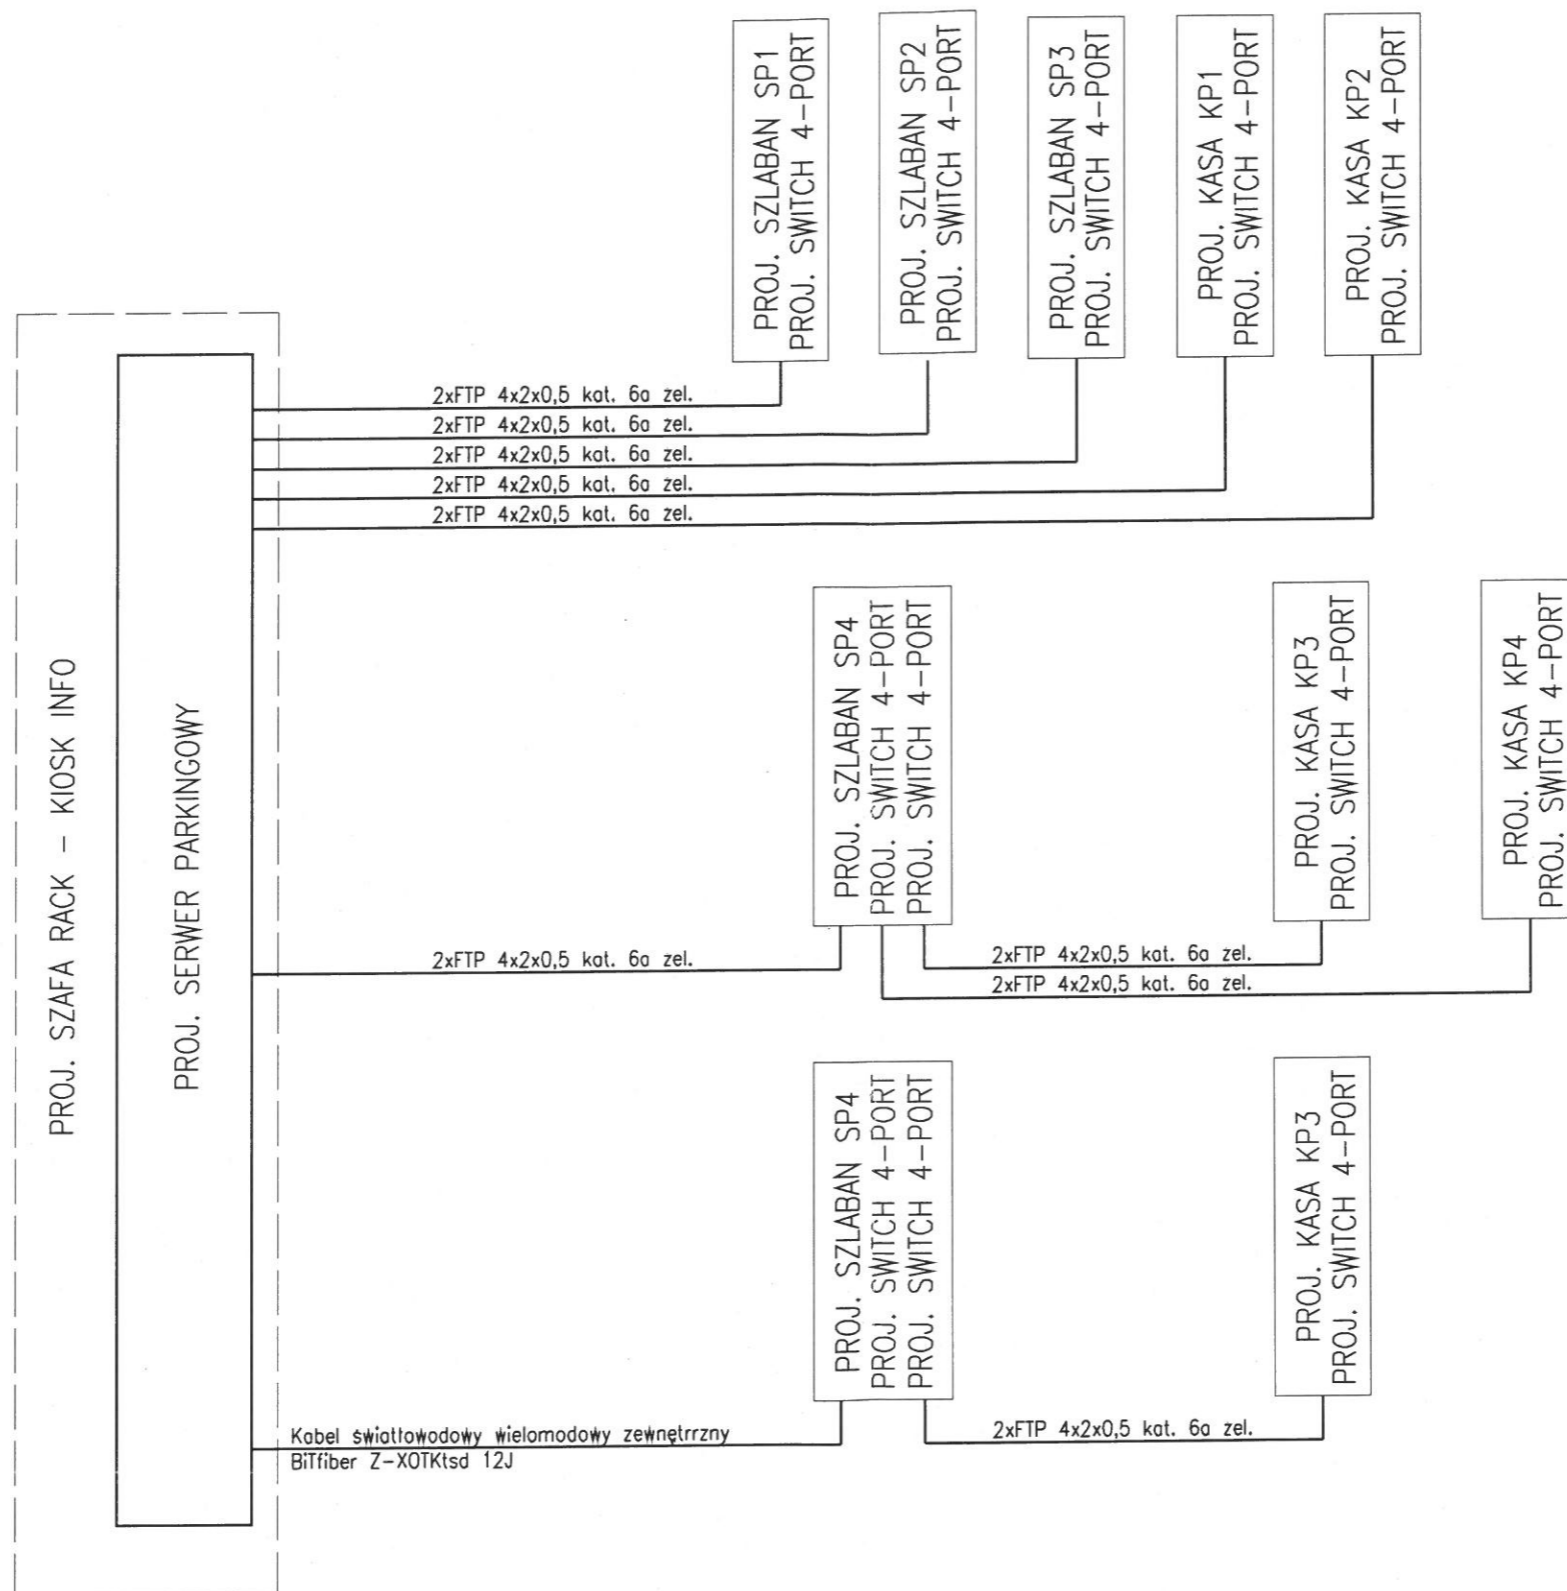 PROJ. SZLABAN SP1
PROJ. SWITCH 4-PORT
PROJ. SZLABAN SP2
PROJ. SWITCH 4-PORT
PROJ. SZLABAN SP3
PROJ. SWITCH 4-PORT
PROJ. KASA KP1
PROJ. SWITCH 4-PORT
PROJ. KASA KP2
PROJ. SWITCH 4-PORT
PROJ. SZAFA RACK - KIOSK INFO
PROJ. SERWER PARKINGOWY
2xFTP 4x2x0,5 kat. 6a zel.
2xFTP 4x2x0,5 kat. 6a zel.
2xFTP 4x2x0,5 kat. 6a zel.
2xFTP 4x2x0,5 kat. 6a zel.
2xFTP 4x2x0,5 kat. 6a zel.
PROJ. SZLABAN SP4
PROJ. SWITCH 4-PORT
PROJ. SWITCH 4-PORT
PROJ. KASA KP3
PROJ. SWITCH 4-PORT
PROJ. KASA KP4
PROJ. SWITCH 4-PORT
2xFTP 4x2x0,5 kat. 6a zel.
2xFTP 4x2x0,5 kat. 6a zel.
2xFTP 4x2x0,5 kat. 6a zel.
PROJ. SZLABAN SP4
PROJ. SWITCH 4-PORT
PROJ. SWITCH 4-PORT
PROJ. KASA KP3
PROJ. SWITCH 4-PORT
Kabel światłowodowy wielomodowy zewnętrrzny
BiTfiber Z-XOTKtsd 12J
2xFTP 4x2x0,5 kat. 6a zel.